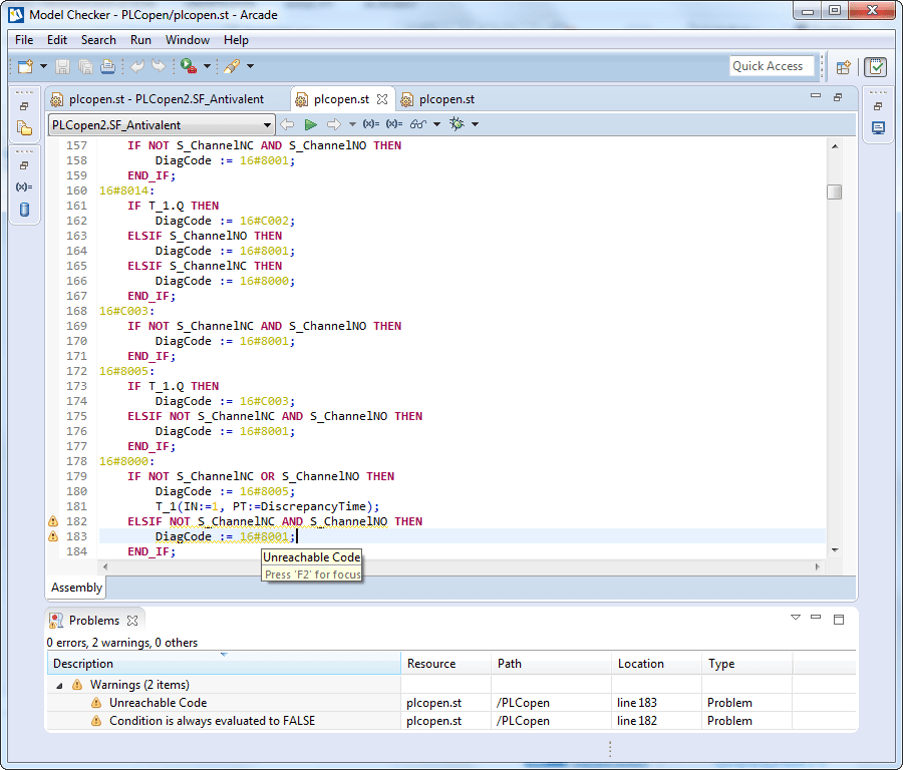 Model Checker - PLCopen/plcopen.st - Arcade
File Edit Search Run Window Help
Quick Access
plcopen.st - PLCopen2.SF_Antivalent plcopen.st plcopen.st
PLCopen2.SF_Antivalent (x)= (x)=
(x)=
157 IF NOT S_ChannelNC AND S_ChannelNO THEN
158 DiagCode := 16#8001;
159 END_IF;
160 16#8014:
161 IF T_1.Q THEN
162 DiagCode := 16#C002;
163 ELSIF S_ChannelNO THEN
164 DiagCode := 16#8001;
165 ELSIF S_ChannelNC THEN
166 DiagCode := 16#8000;
167 END_IF;
168 16#C003:
169 IF NOT S_ChannelNC AND S_ChannelNO THEN
170 DiagCode := 16#8001;
171 END_IF;
172 16#8005:
173 IF T_1.Q THEN
174 DiagCode := 16#C003;
175 ELSIF NOT S_ChannelNC AND S_ChannelNO THEN
176 DiagCode := 16#8001;
177 END_IF;
178 16#8000:
179 IF NOT S_ChannelNC OR S_ChannelNO THEN
180 DiagCode := 16#8005;
181 T_1(IN:=1, PT:=DiscrepancyTime);
182 ELSIF NOT S_ChannelNC AND S_ChannelNO THEN
183 DiagCode := 16#8001;
184 END_IF;
Unreachable Code
Press 'F2' for focus
Assembly
Problems
0 errors, 2 warnings, 0 others
Description Resource Path Location Type
Warnings (2 items)
Unreachable Code plcopen.st /PLCopen line 183 Problem
Condition is always evaluated to FALSE plcopen.st /PLCopen line 182 Problem